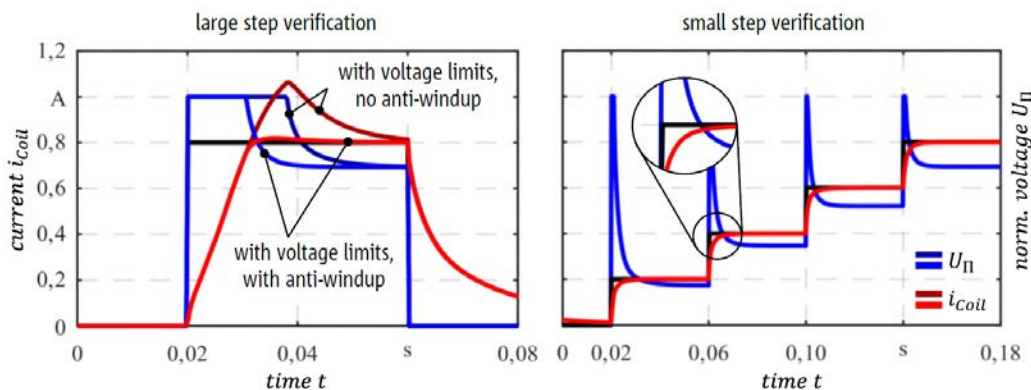 large step verification
1,2
A
0,8
0,6
0,4
0,2
0
current i_Coil
with voltage limits,
no anti-windup
with voltage limits,
with anti-windup
0
0,02
0,04
s
0,08
time t
small step verification
norm. voltage U_Π
U_Π
i_Coil
0
0,02
0,06
0,10
s
0,18
time t